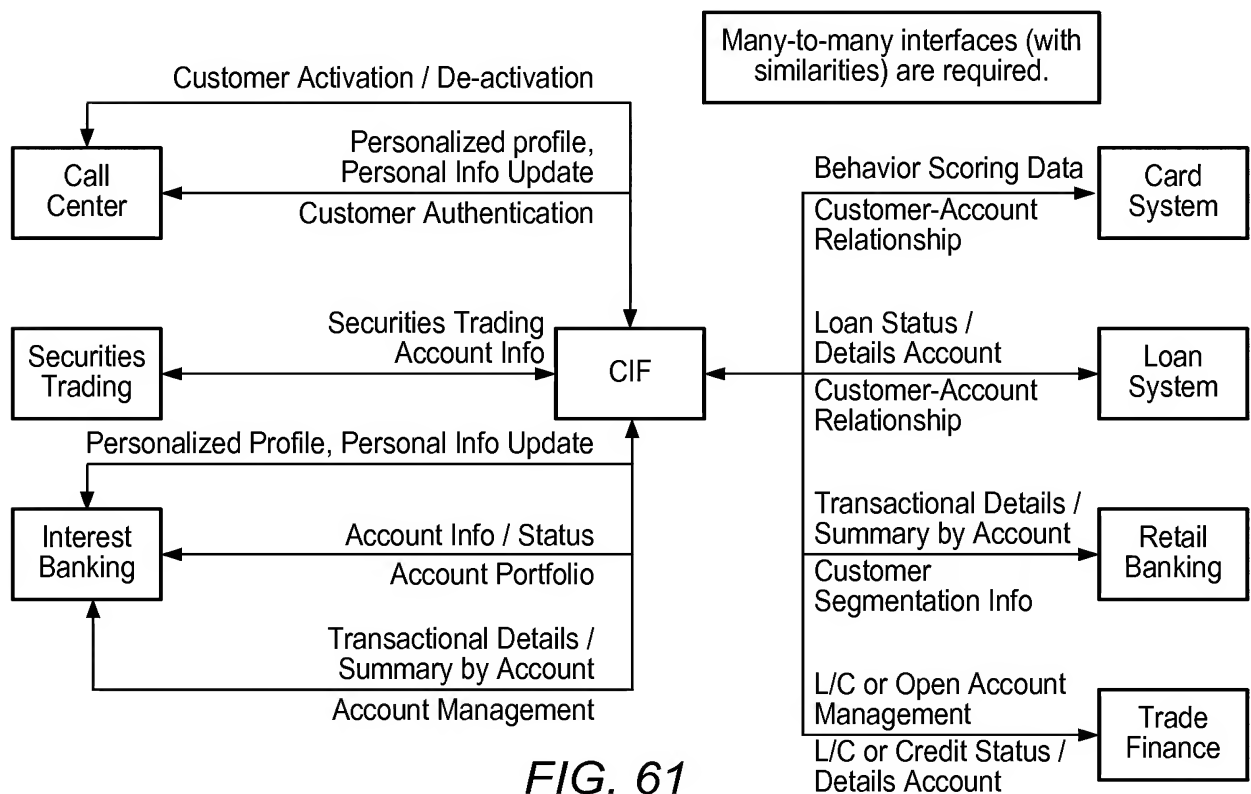 Many-to-many interfaces (with
similarities) are required.
Customer Activation / De-activation
Call
Center
Personalized profile,
Personal Info Update
Customer Authentication
Securities
Trading
Securities Trading
Account Info
CIF
Personalized Profile, Personal Info Update
Interest
Banking
Account Info / Status
Account Portfolio
Transactional Details /
Summary by Account
Account Management
Behavior Scoring Data
Customer-Account
Relationship
Card
System
Loan Status /
Details Account
Customer-Account
Relationship
Loan
System
Transactional Details /
Summary by Account
Customer
Segmentation Info
Retail
Banking
L/C or Open Account
Management
L/C or Credit Status /
Details Account
Trade
Finance
FIG. 61